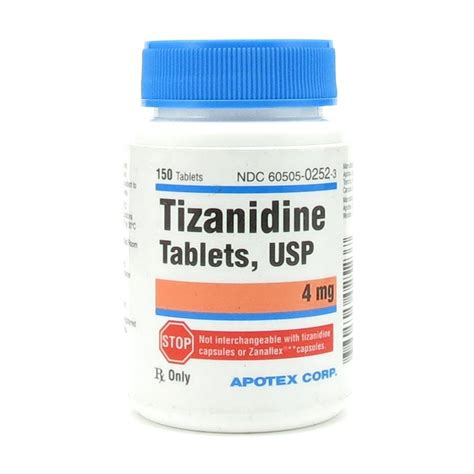 150 Tablets NDC 60505-0252-3
Tizanidine
Tablets, USP
4 mg
STOP
Not interchangeable with tizanidine
capsules or Zanaflex™ capsules.
Rx Only
APOTEX CORP.